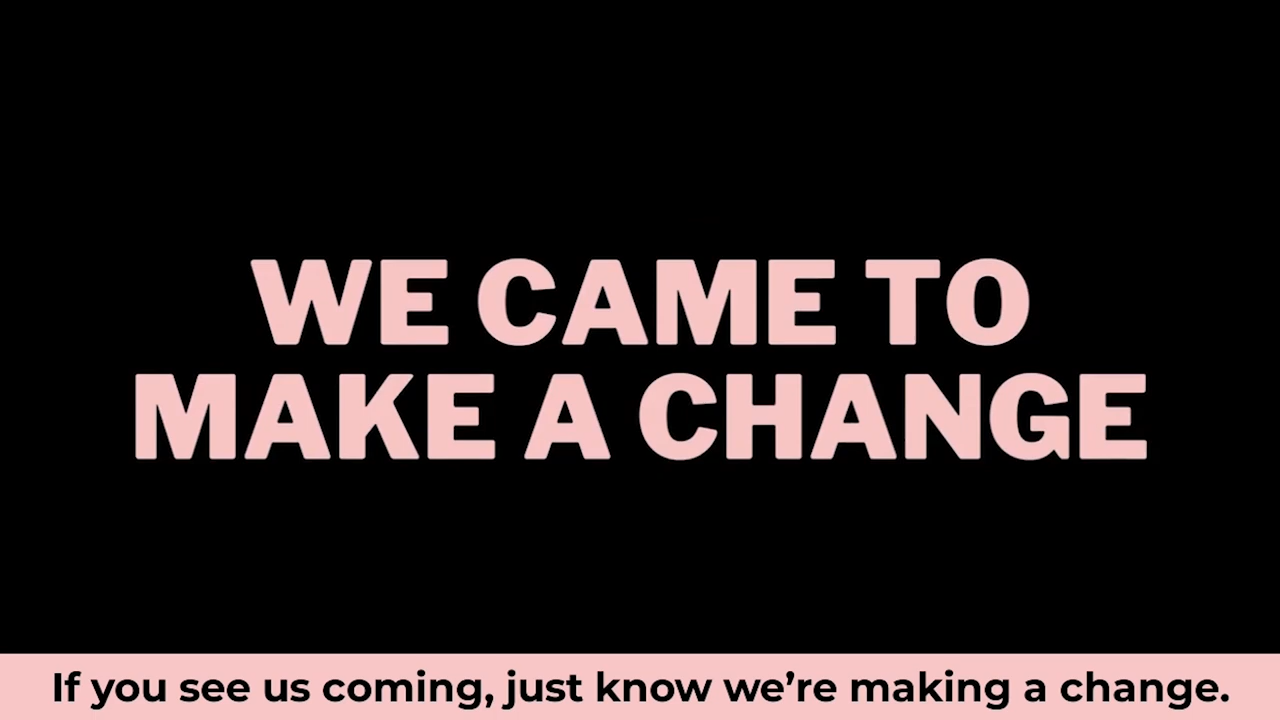 WE CAME TO
MAKE A CHANGE
If you see us coming, just know we’re making a change.